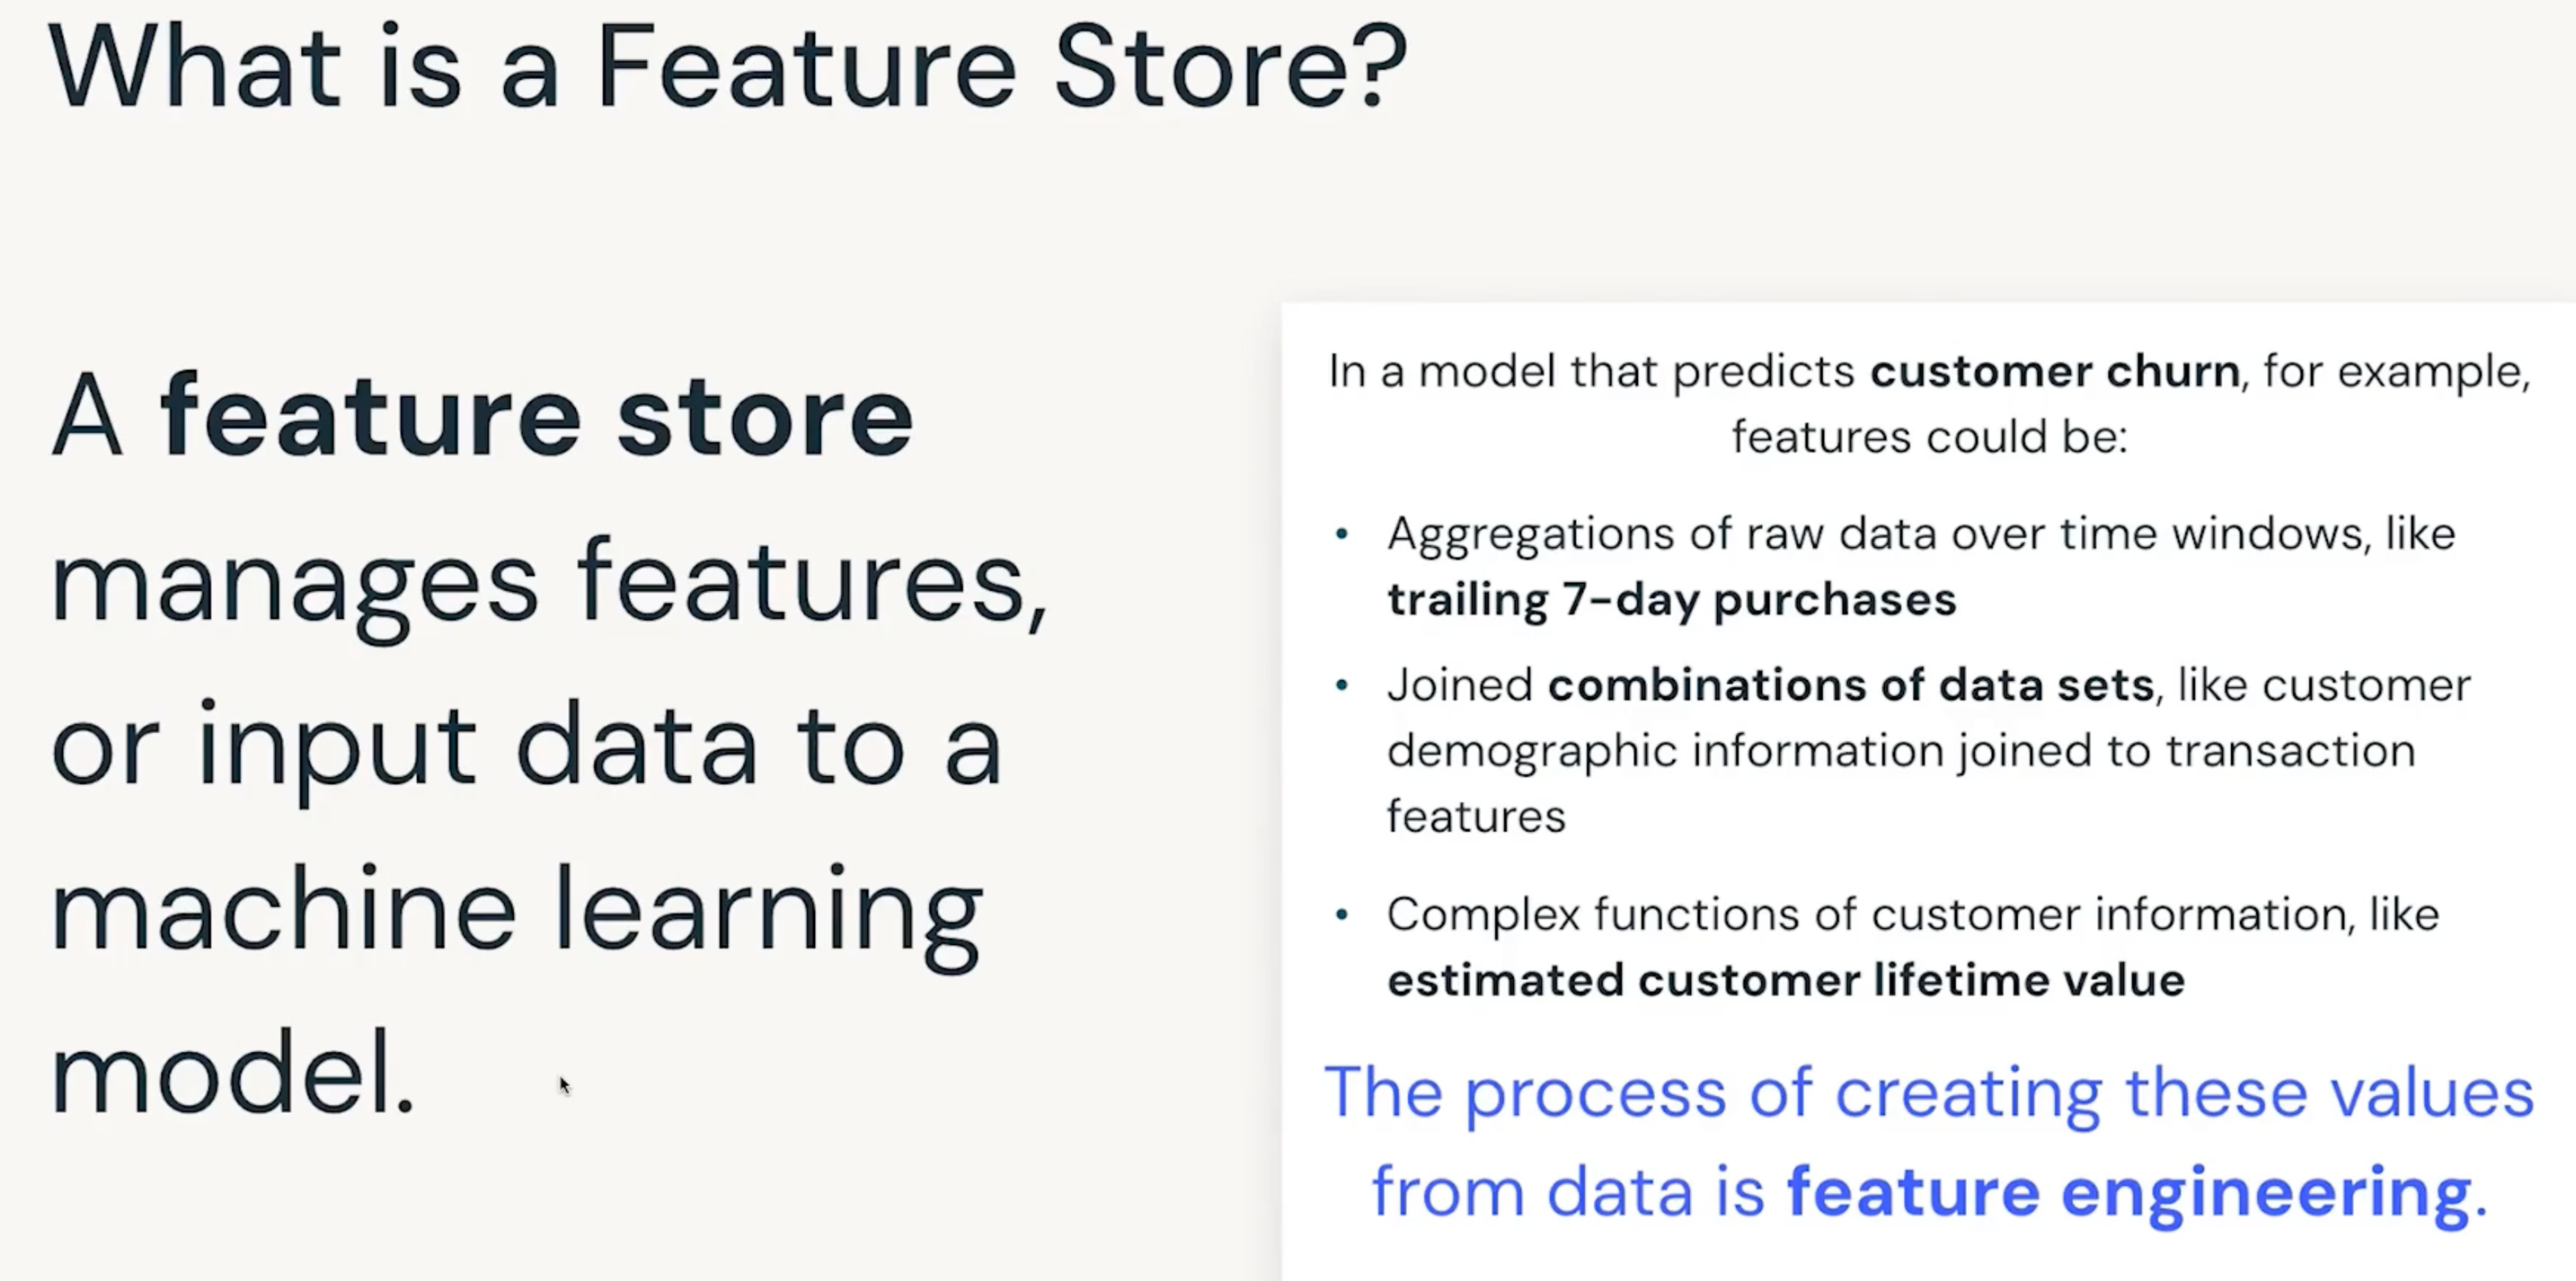 What is a Feature Store?
A feature store
manages features,
or input data to a
machine learning
model.
In a model that predicts customer churn, for example,
features could be:
• Aggregations of raw data over time windows, like
trailing 7-day purchases
• Joined combinations of data sets, like customer
demographic information joined to transaction
features
• Complex functions of customer information, like
estimated customer lifetime value
The process of creating these values
from data is feature engineering.